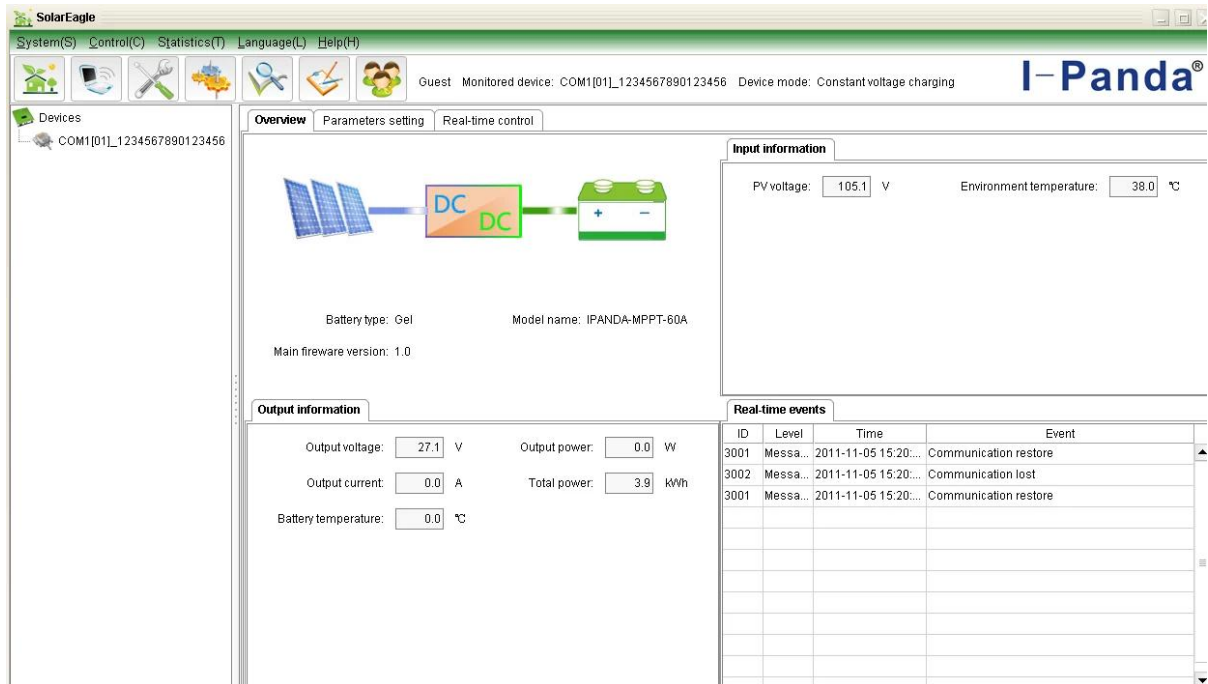 SolarEagle
System(S) Control(C) Statistics(T) Language(L) Help(H)
Guest Monitored device: COM1[01]_1234567890123456 Device mode: Constant voltage charging
I-Panda®
Devices
COM1[01]_1234567890123456
Overview Parameters setting Real-time control
DC
DC
+ −
Battery type: Gel Model name: IPANDA-MPPT-60A
Main fireware version: 1.0
Input information
PV voltage: 105.1 V Environment temperature: 38.0 ℃
Output information
Output voltage: 27.1 V Output power: 0.0 W
Output current: 0.0 A Total power: 3.9 kWh
Battery temperature: 0.0 ℃
Real-time events
ID Level Time Event
3001 Messa... 2011-11-05 15:20:... Communication restore
3002 Messa... 2011-11-05 15:20:... Communication lost
3001 Messa... 2011-11-05 15:20:... Communication restore